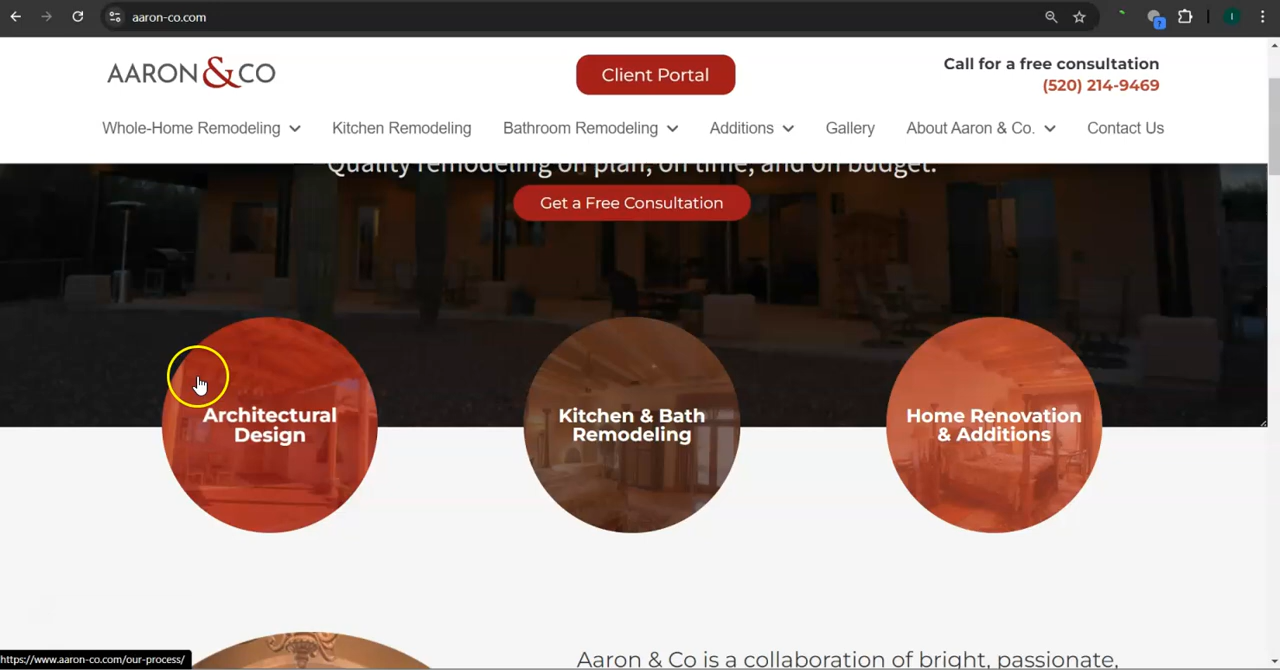 aaron-co.com
AARON&CO
Client Portal
Call for a free consultation
(520) 214-9469
Whole-Home Remodeling
Kitchen Remodeling
Bathroom Remodeling
Additions
Gallery
About Aaron & Co.
Contact Us
Quality remodeling on plan, on time, and on budget.
Get a Free Consultation
Architectural
Design
Kitchen & Bath
Remodeling
Home Renovation
& Additions
Aaron & Co is a collaboration of bright, passionate,
https://www.aaron-co.com/our-process/